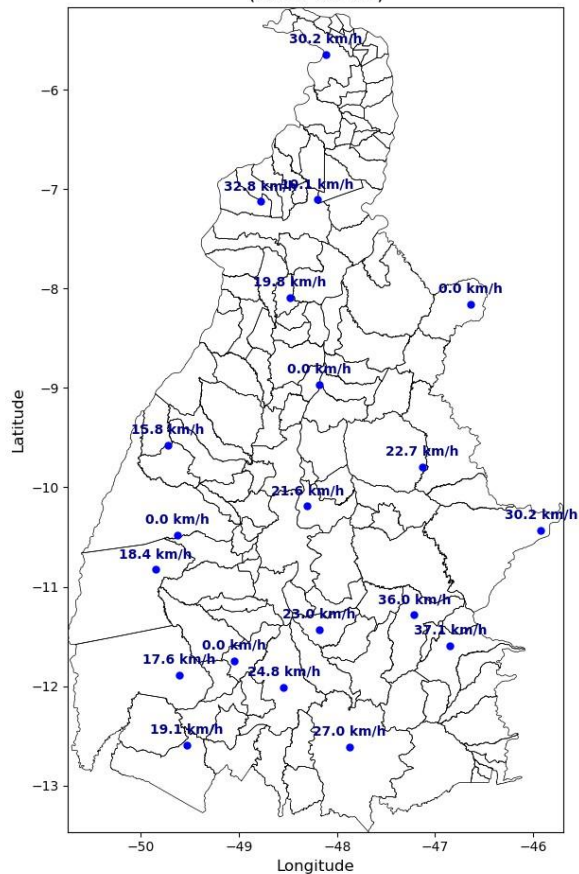 30.2 km/h
−6
32.8 km/h
−7
19.8 km/h
0.0 km/h
−8
0.0 km/h
−9
15.8 km/h
22.7 km/h
21.6 km/h
−10
30.2 km/h
0.0 km/h
18.4 km/h
−11
36.0 km/h
23.0 km/h
37.1 km/h
0.0 km/h
17.6 km/h
24.8 km/h
−12
19.1 km/h
27.0 km/h
−13
Latitude
−50 −49 −48 −47 −46
Longitude